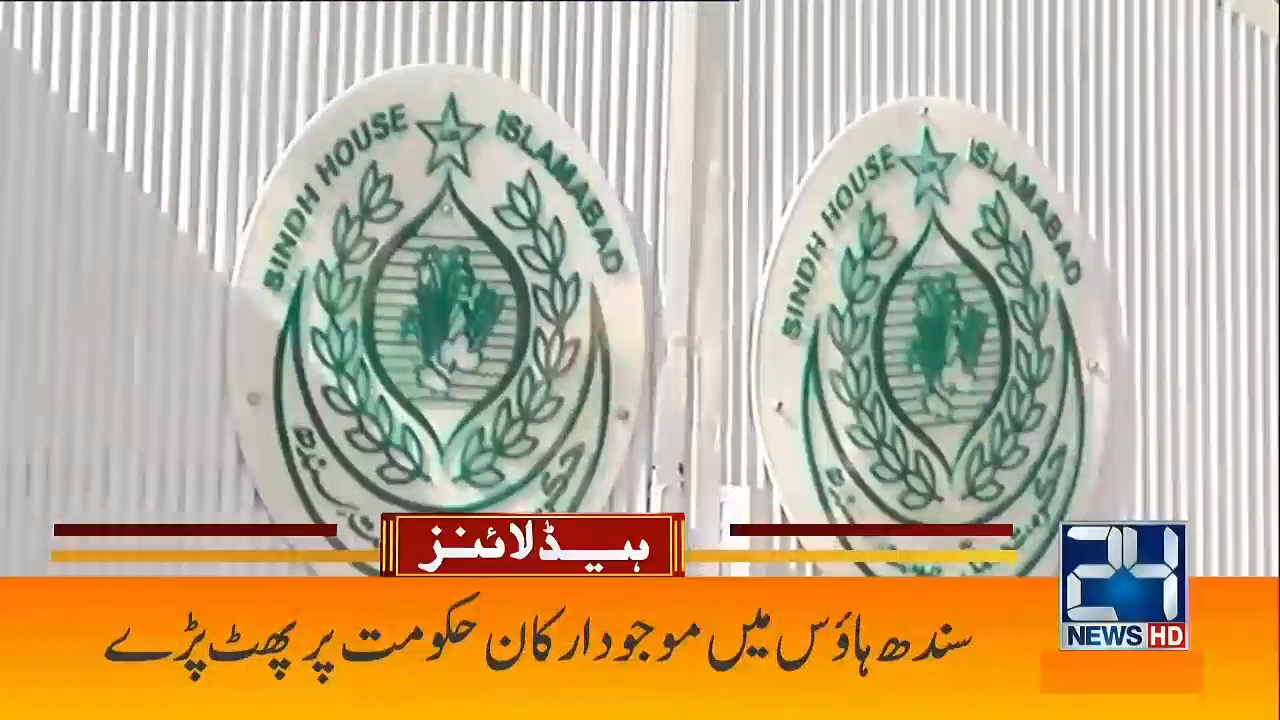 SINDH HOUSE ISLAMABAD
SINDH HOUSE ISLAMABAD
ہیڈلائنز
24
NEWS HD
سندھ ہاؤس میں موجود ارکان حکومت پر پھٹ پڑے